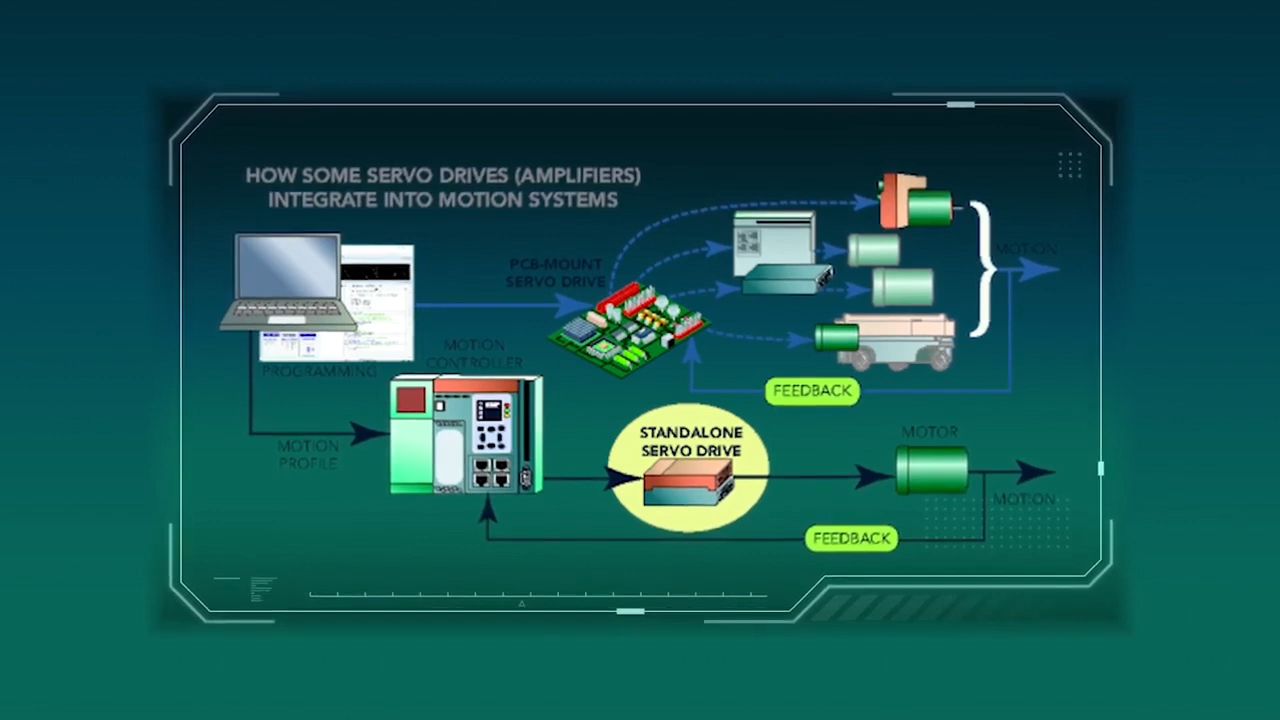 HOW SOME SERVO DRIVES (AMPLIFIERS)
INTEGRATE INTO MOTION SYSTEMS
PCB-MOUNT
SERVO DRIVE
MOTION
PROGRAMMING
MOTION
CONTROLLER
FEEDBACK
MOTION
PROFILE
STANDALONE
SERVO DRIVE
MOTOR
MOTION
FEEDBACK